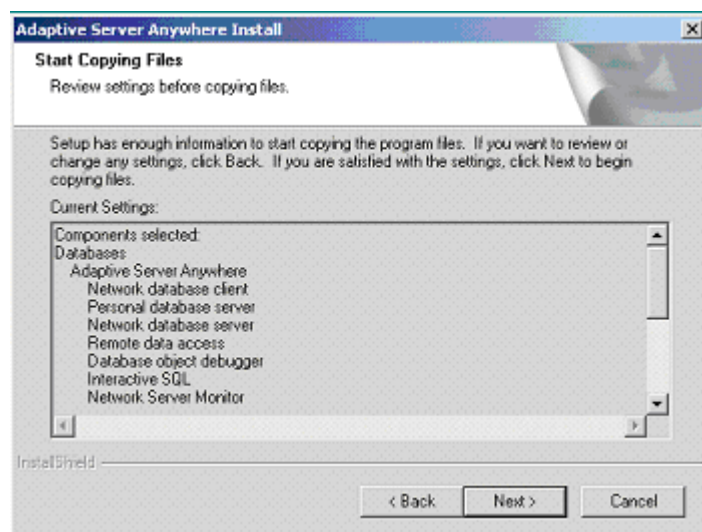 Adaptive Server Anywhere Install
Start Copying Files
Review settings before copying files.
Setup has enough information to start copying the program files. If you want to review or
change any settings, click Back. If you are satisfied with the settings, click Next to begin
copying files.
Current Settings:
Components selected:
Databases
Adaptive Server Anywhere
Network database client
Personal database server
Network database server
Remote data access
Database object debugger
Interactive SQL
Network Server Monitor
InstallShield
< Back
Next >
Cancel